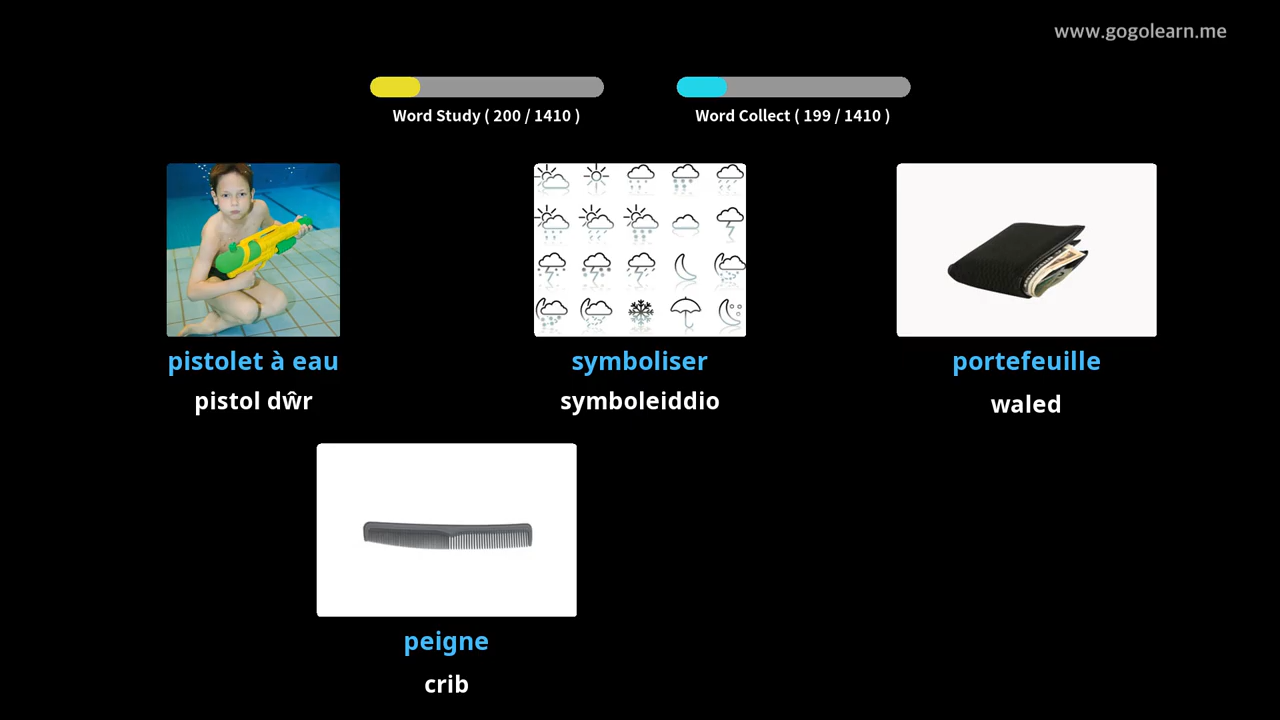 www.gogolearn.me
Word Study ( 200 / 1410 )
Word Collect ( 199 / 1410 )
pistolet à eau
pistol dŵr
symboliser
symboleiddio
portefeuille
waled
peigne
crib